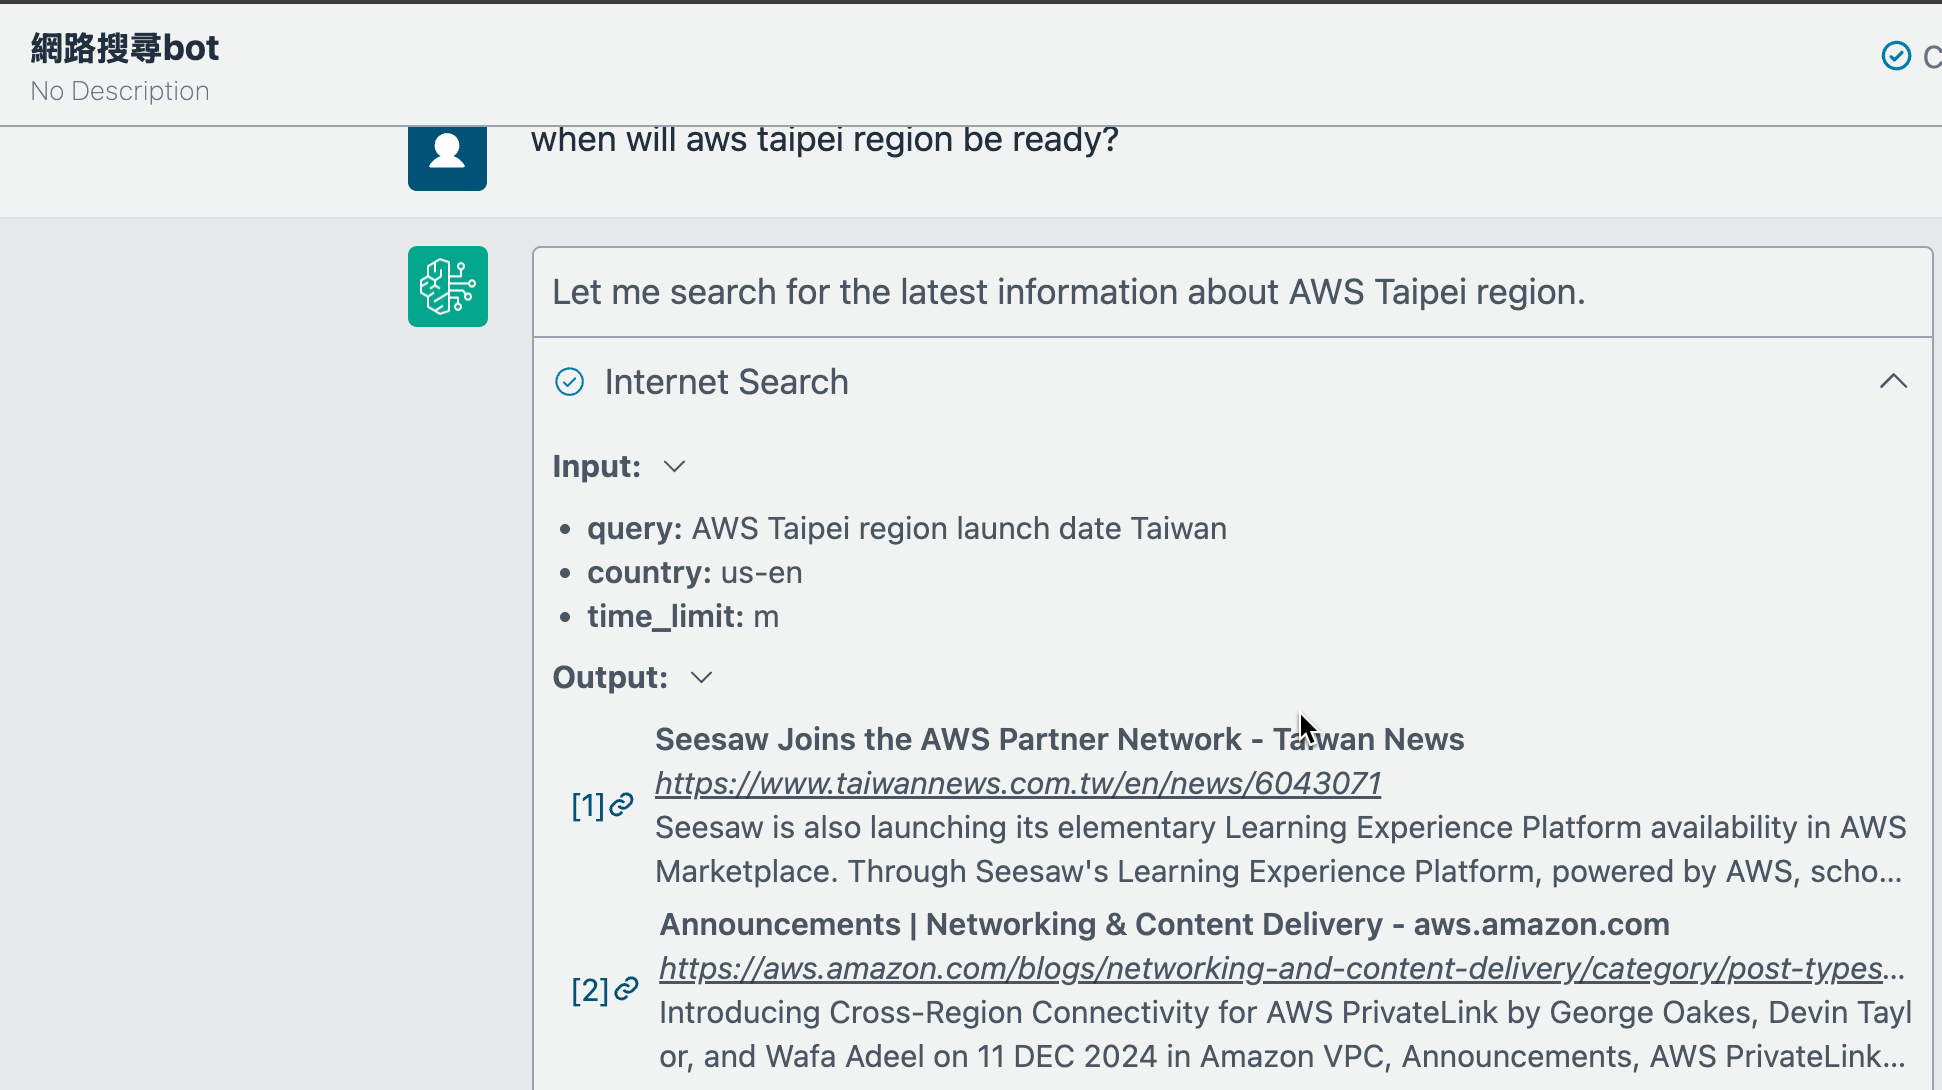 網路搜尋bot
No Description
when will aws taipei region be ready?
Let me search for the latest information about AWS Taipei region.
Internet Search
Input:
• query: AWS Taipei region launch date Taiwan
• country: us-en
• time_limit: m
Output:
Seesaw Joins the AWS Partner Network - Taiwan News
https://www.taiwannews.com.tw/en/news/6043071
[1]
Seesaw is also launching its elementary Learning Experience Platform availability in AWS
Marketplace. Through Seesaw's Learning Experience Platform, powered by AWS, scho...
Announcements | Networking & Content Delivery - aws.amazon.com
https://aws.amazon.com/blogs/networking-and-content-delivery/category/post-types...
[2]
Introducing Cross-Region Connectivity for AWS PrivateLink by George Oakes, Devin Tayl
or, and Wafa Adeel on 11 DEC 2024 in Amazon VPC, Announcements, AWS PrivateLink...